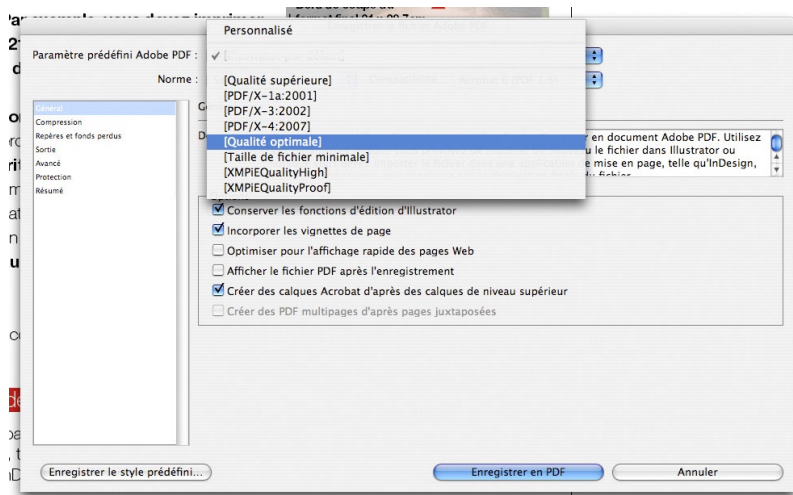 Personnalisé
Paramètre prédéfini Adobe PDF :
Norme :
[Qualité supérieure]
[PDF/X-1a:2001]
[PDF/X-3:2002]
[PDF/X-4:2007]
[Qualité optimale]
[Taille de fichier minimale]
[XMPiEQualityHigh]
[XMPiEQualityProof]
Général
Compression
Repères et fonds perdus
Sortie
Avancé
Protection
Résumé
en document Adobe PDF. Utilisez
le fichier dans Illustrator ou
mise en page, telle qu'InDesign,
Options
Conserver les fonctions d'édition d'Illustrator
Incorporer les vignettes de page
Optimiser pour l'affichage rapide des pages Web
Afficher le fichier PDF après l'enregistrement
Créer des calques Acrobat d'après des calques de niveau supérieur
Créer des PDF multipages d'après pages juxtaposées
Enregistrer le style prédéfini...
Enregistrer en PDF
Annuler